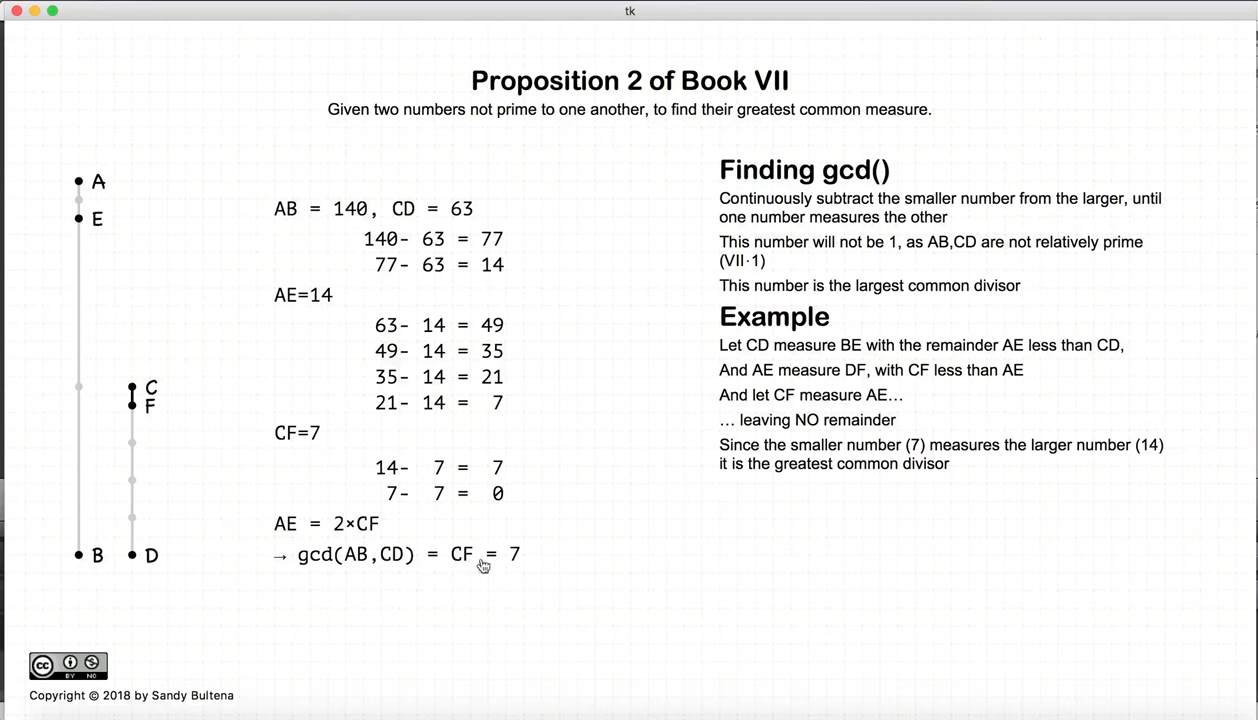 tk
Proposition 2 of Book VII
Given two numbers not prime to one another, to find their greatest common measure.
A
E
C
F
B
D
AB = 140, CD = 63
140- 63 = 77
77- 63 = 14
AE=14
63- 14 = 49
49- 14 = 35
35- 14 = 21
21- 14 = 7
CF=7
14- 7 = 7
7- 7 = 0
AE = 2×CF
→ gcd(AB,CD) = CF = 7
Finding gcd()
Continuously subtract the smaller number from the larger, until
one number measures the other
This number will not be 1, as AB,CD are not relatively prime
(VII·1)
This number is the largest common divisor
Example
Let CD measure BE with the remainder AE less than CD,
And AE measure DF, with CF less than AE
And let CF measure AE…
… leaving NO remainder
Since the smaller number (7) measures the larger number (14)
it is the greatest common divisor
cc
BY NC
Copyright © 2018 by Sandy Bultena